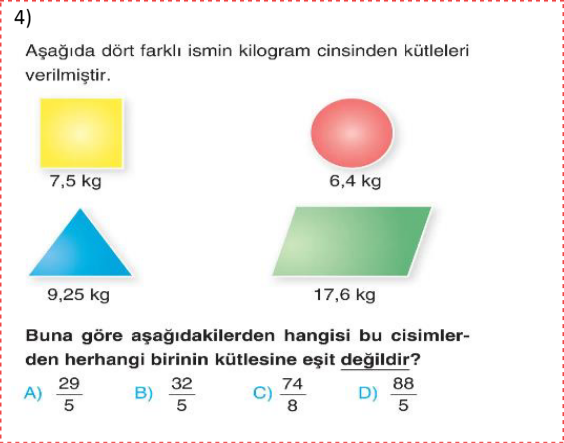 4)
Aşağıda dört farklı ismin kilogram cinsinden kütleleri
verilmiştir.
7,5 kg 6,4 kg
9,25 kg 17,6 kg
Buna göre aşağıdakilerden hangisi bu cisimler-
den herhangi birinin kütlesine eşit değildir?
A) 29/5 B) 32/5 C) 74/8 D) 88/5